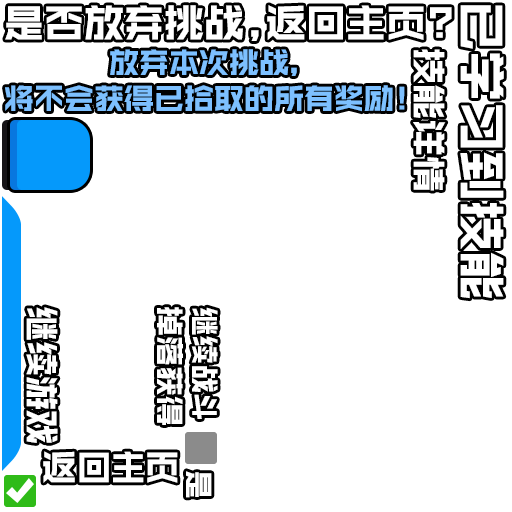 是否放弃挑战,返回主页?
放弃本次挑战,
将不会获得已拾取的所有奖励!
已学习到技能
技能详情
继续游戏
掉落获得
继续战斗
返回主页
是